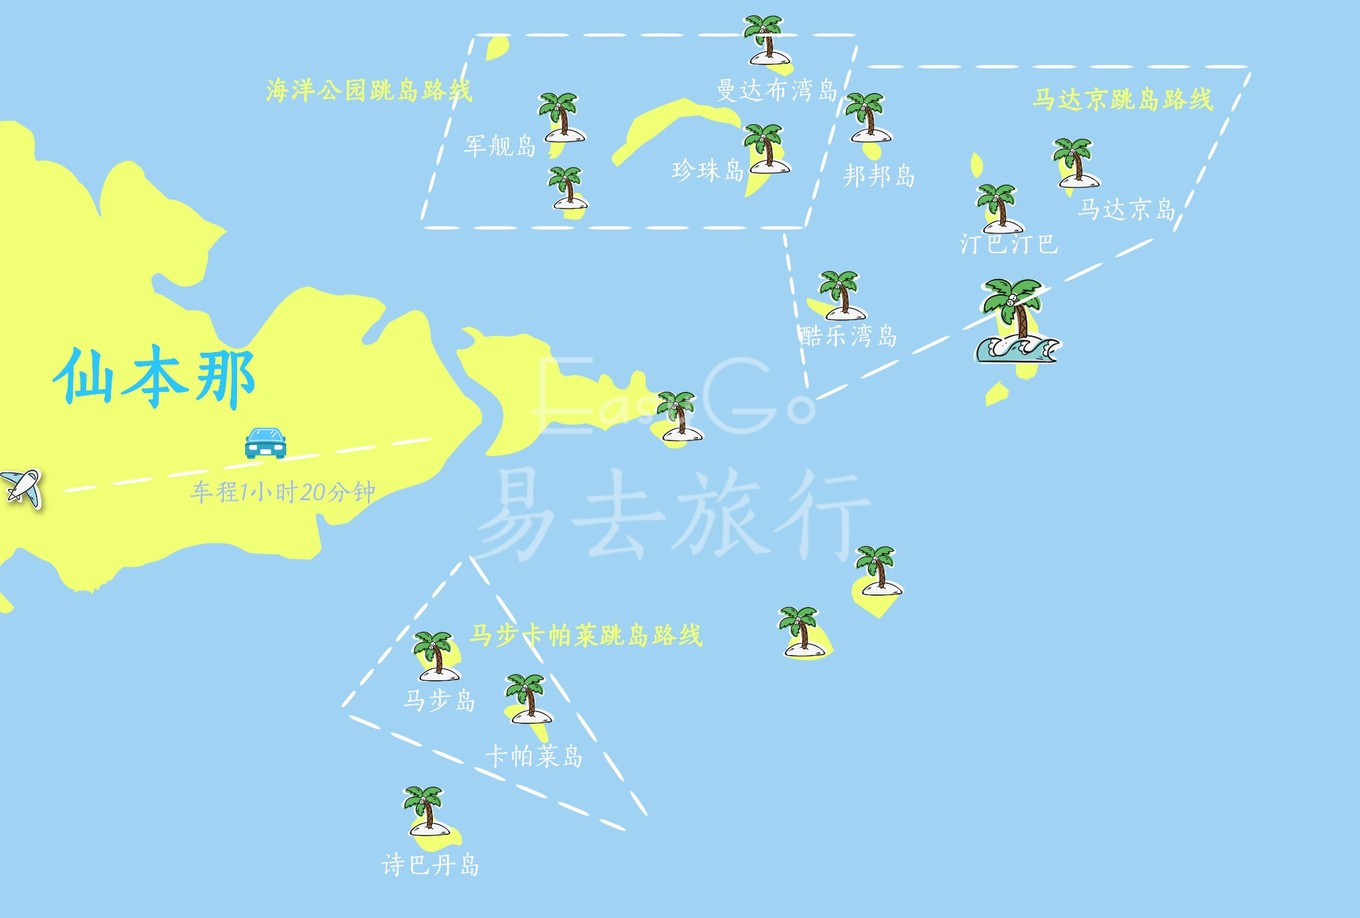 海洋公园跳岛路线
曼达布湾岛
马达京跳岛路线
军舰岛
珍珠岛
邦邦岛
马达京岛
汀巴汀巴
酷乐湾岛
仙本那
EasyGo
车程1小时20分钟
易去旅行
马步卡帕莱跳岛路线
马步岛
卡帕莱岛
诗巴丹岛